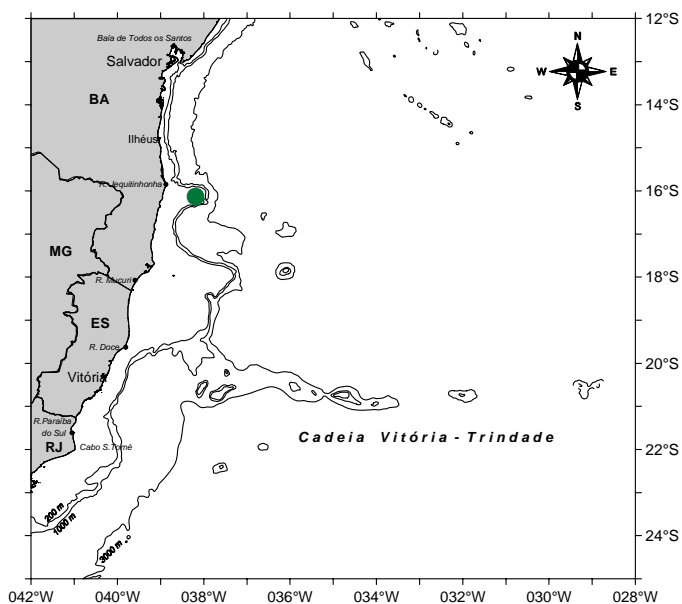 12°S
Baía de Todos os Santos
N
Salvador
W
E
BA
S
14°S
Ilhéus
R. Jequitinhonha
16°S
MG
R. Mucuri
18°S
ES
R. Doce
20°S
Vitória
R.Paraíba
do Sul
Cadeia Vitória - Trindade
RJ
Cabo S.Tomé
22°S
200 m
1000 m
3000 m
24°S
042°W
040°W
038°W
036°W
034°W
032°W
030°W
028°W